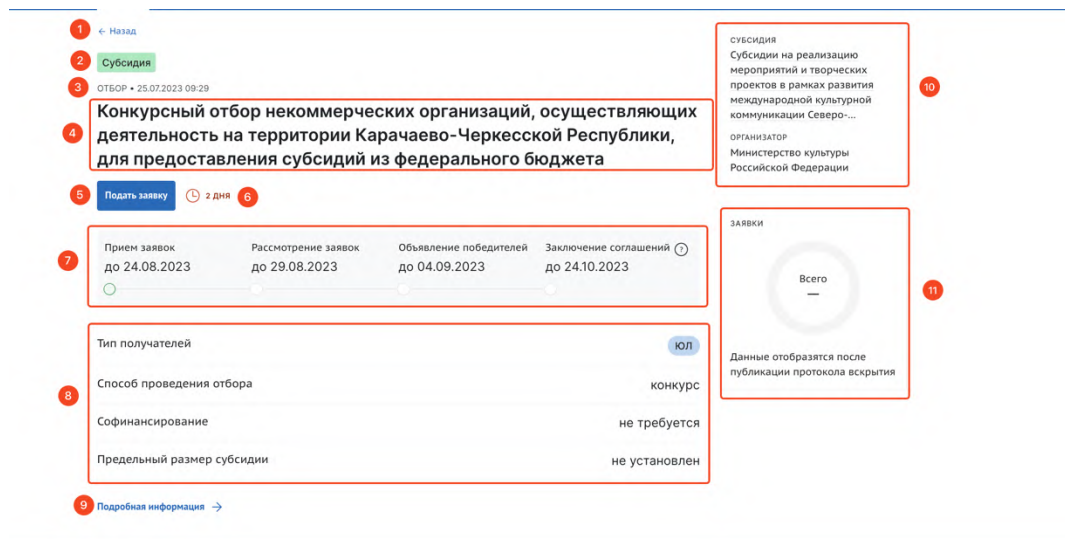 1 ← Назад
2 Субсидия
3 ОТБОР • 25.07.2023 09:29
4 Конкурсный отбор некоммерческих организаций, осуществляющих
деятельность на территории Карачаево-Черкесской Республики,
для предоставления субсидий из федерального бюджета
5 Подать заявку 2 ДНЯ 6
7
Прием заявок Рассмотрение заявок Объявление победителей Заключение соглашений ?
до 24.08.2023 до 29.08.2023 до 04.09.2023 до 24.10.2023
8
Тип получателей ЮЛ
Способ проведения отбора конкурс
Софинансирование не требуется
Предельный размер субсидии не установлен
9 Подробная информация →
10
СУБСИДИЯ
Субсидии на реализацию
мероприятий и творческих
проектов в рамках развития
международной культурной
коммуникации Северо-...
ОРГАНИЗАТОР
Министерство культуры
Российской Федерации
11
ЗАЯВКИ
Всего
—
Данные отобразятся после
публикации протокола вскрытия